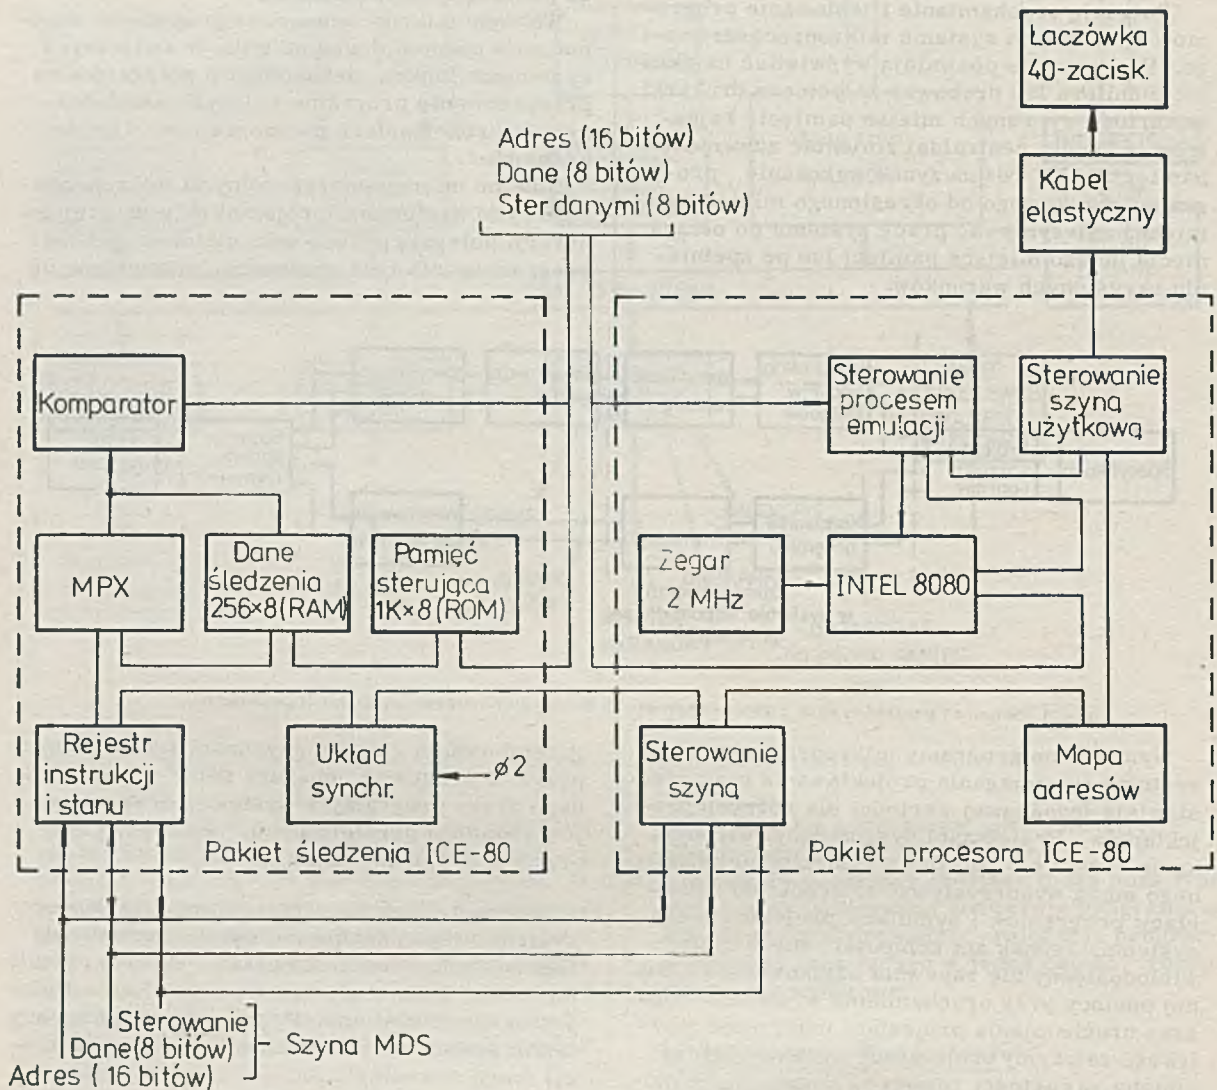 Łaczówka
40-zacisk.
Adres (16 bitów)
Dane (8 bitów)
Ster.danymi (8 bitów)
Kabel
elastyczny
Komparator
Sterowanie
procesem
emulacji
Sterowanie
szyną
użytkową
MPX
Dane
śledzenia
256×8(RAM)
Pamięć
sterująca
1K×8(ROM)
Zegar
2 MHz
INTEL 8080
Rejestr
instrukcji
i stanu
Układ
synchr.
ø2
Sterowanie
szyną
Mapa
adresów
Pakiet śledzenia ICE-80
Pakiet procesora ICE-80
Sterowanie
Dane(8 bitów)
Adres ( 16 bitów)
Szyna MDS